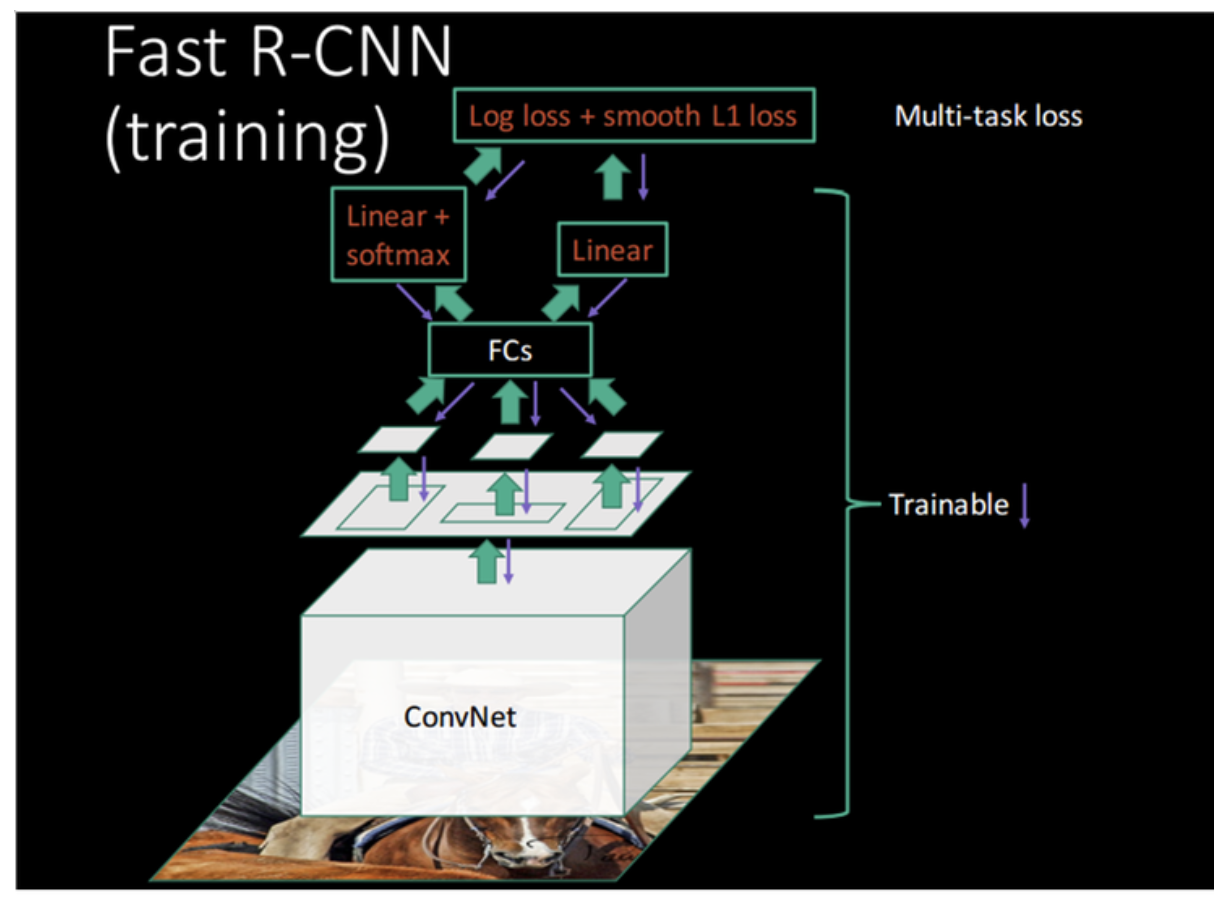 Fast R-CNN
(training)
Log loss + smooth L1 loss
Multi-task loss
Linear +
softmax
Linear
FCs
Trainable
ConvNet